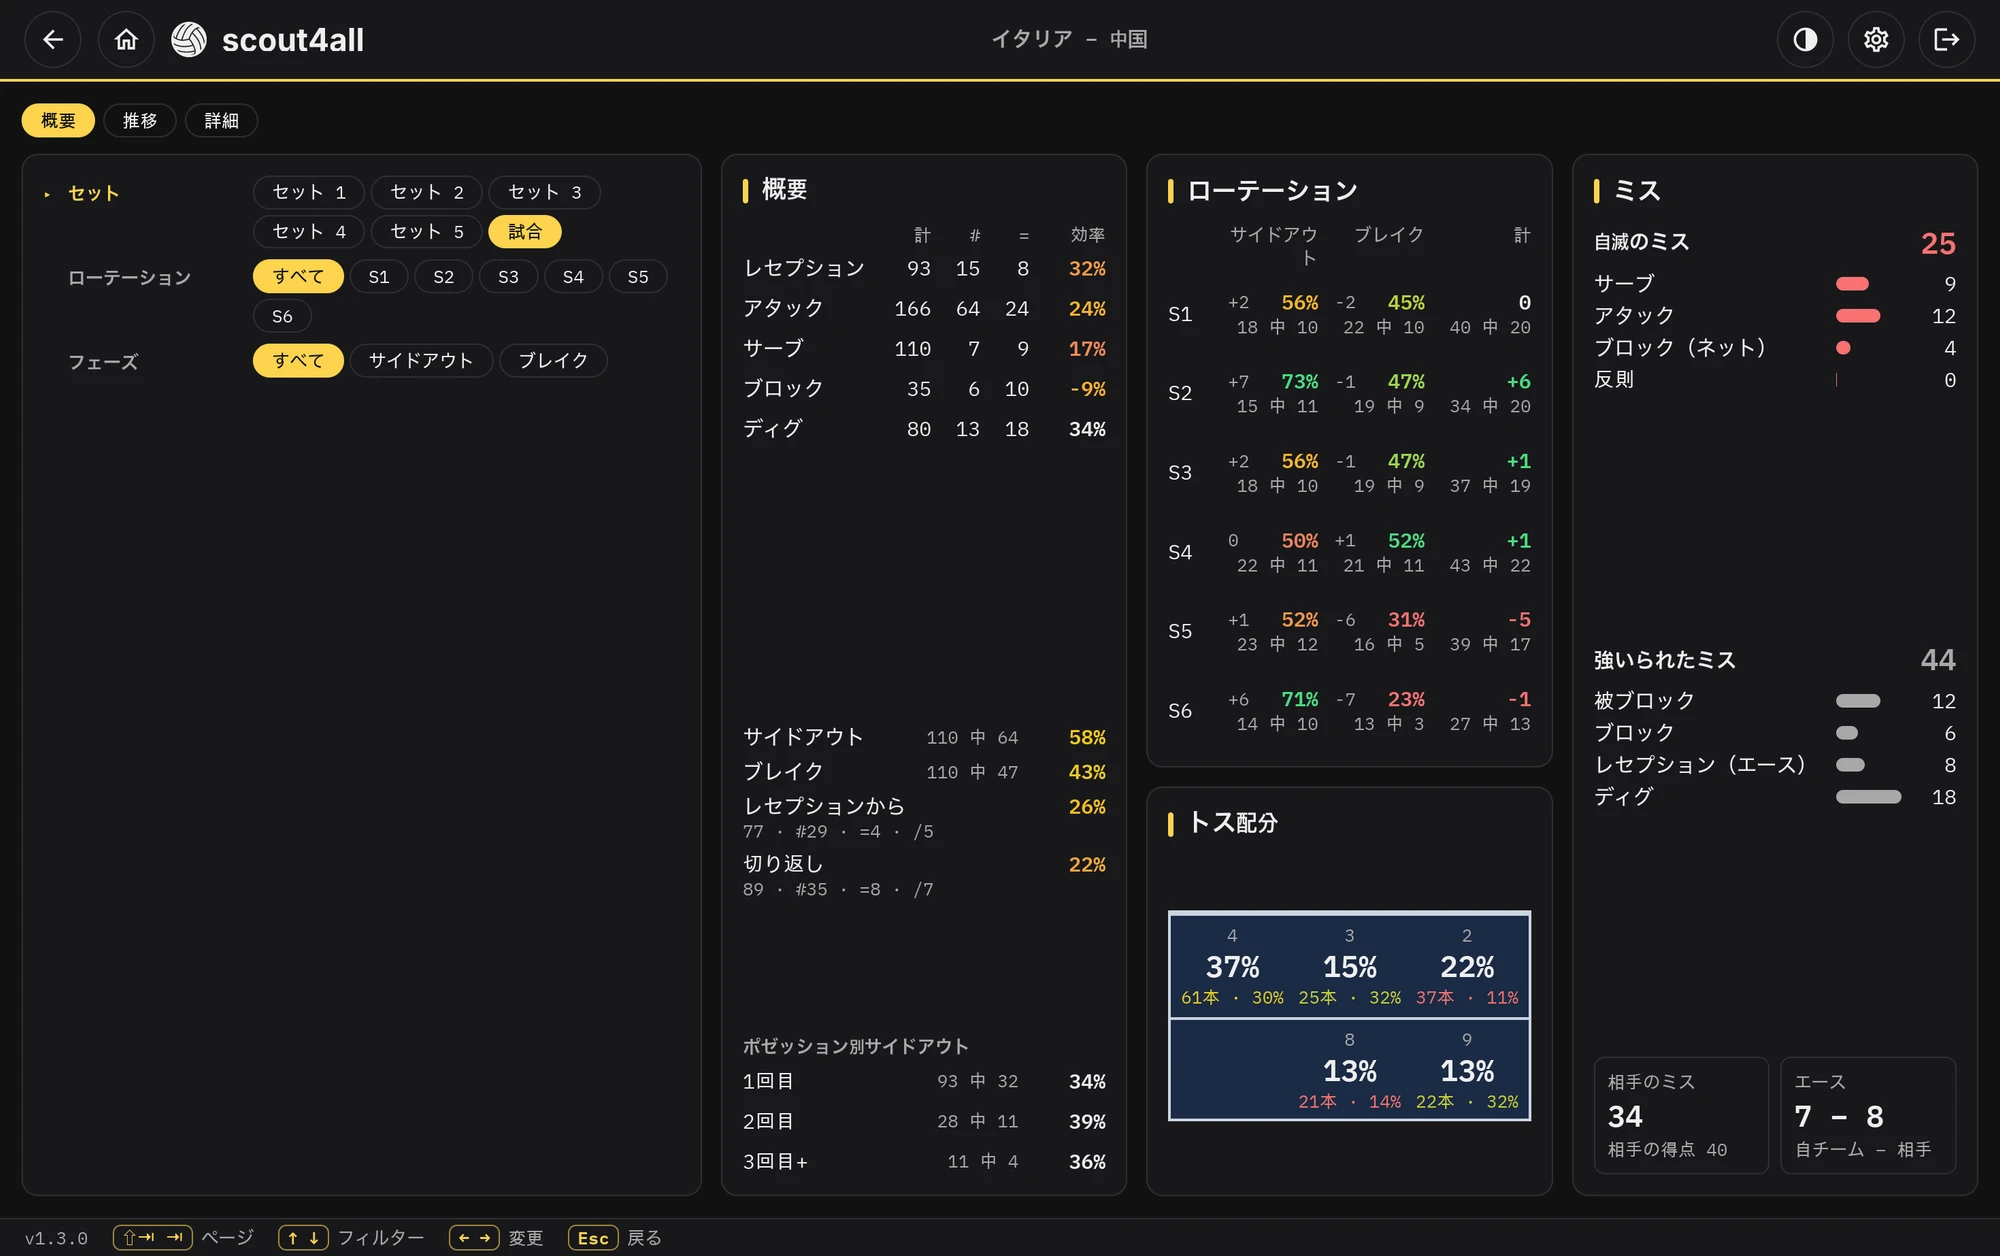 scout4all
イタリア – 中国
概要 推移 詳細
▸ セット セット 1 セット 2 セット 3
セット 4 セット 5 試合
ローテーション すべて S1 S2 S3 S4 S5
S6
フェーズ すべて サイドアウト ブレイク
概要
計 # = 効率
レセプション 93 15 8 32%
アタック 166 64 24 24%
サーブ 110 7 9 17%
ブロック 35 6 10 -9%
ディグ 80 13 18 34%
サイドアウト 110 中 64 58%
ブレイク 110 中 47 43%
レセプションから 26%
77 · #29 · =4 · /5
切り返し 22%
89 · #35 · =8 · /7
ポゼッション別サイドアウト
1回目 93 中 32 34%
2回目 28 中 11 39%
3回目+ 11 中 4 36%
ローテーション
サイドアウト ブレイク 計
S1 +2 56% -2 45% 0
18 中 10 22 中 10 40 中 20
S2 +7 73% -1 47% +6
15 中 11 19 中 9 34 中 20
S3 +2 56% -1 47% +1
18 中 10 19 中 9 37 中 19
S4 0 50% +1 52% +1
22 中 11 21 中 11 43 中 22
S5 +1 52% -6 31% -5
23 中 12 16 中 5 39 中 17
S6 +6 71% -7 23% -1
14 中 10 13 中 3 27 中 13
トス配分
4 3 2
37% 15% 22%
61本 · 30% 25本 · 32% 37本 · 11%
8 9
13% 13%
21本 · 14% 22本 · 32%
ミス
自滅のミス 25
サーブ 9
アタック 12
ブロック（ネット） 4
反則 0
強いられたミス 44
被ブロック 12
ブロック 6
レセプション（エース） 8
ディグ 18
相手のミス
34
相手の得点 40
エース
7 – 8
自チーム – 相手
v1.3.0 ⇧⇥ ⇥ ページ ↑ ↓ フィルター ← → 変更 Esc 戻る